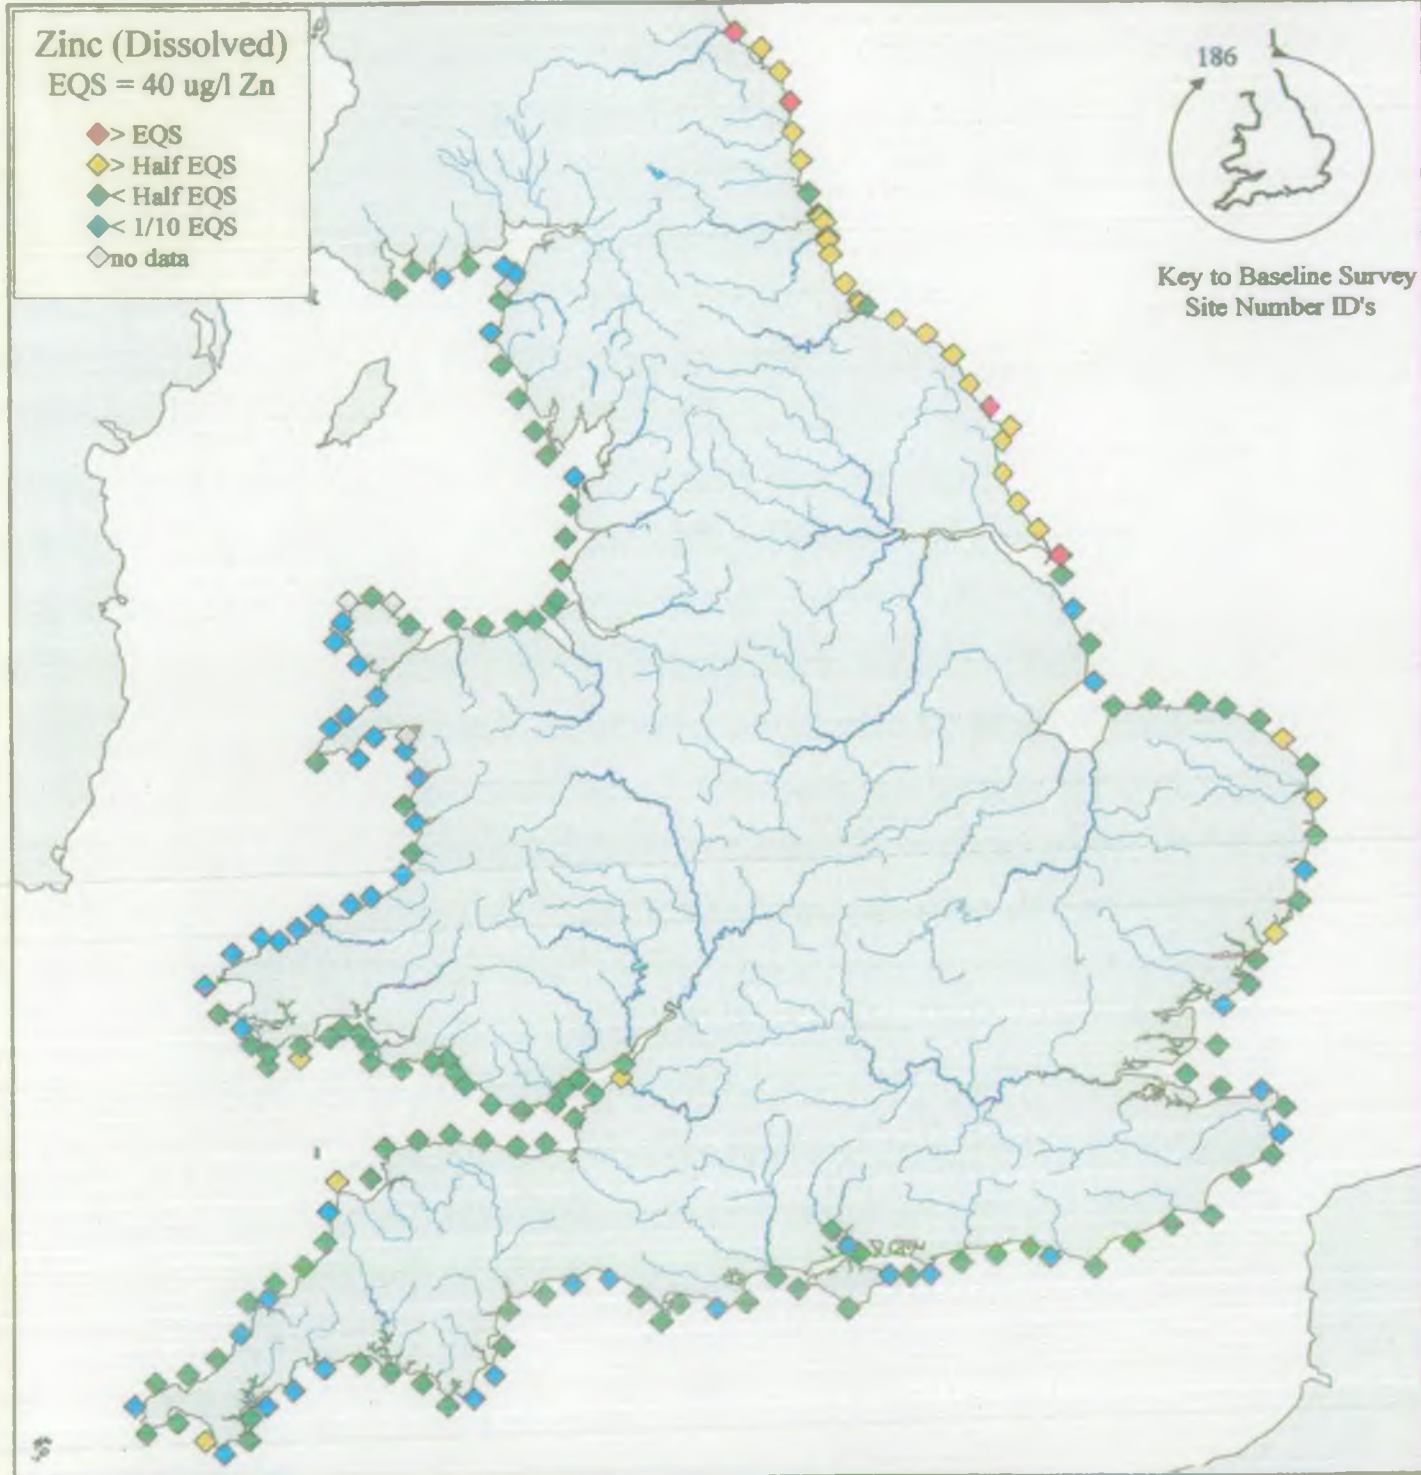 Zinc (Dissolved)
EQS = 40 ug/l Zn
> EQS
> Half EQS
< Half EQS
< 1/10 EQS
no data
186
Key to Baseline Survey
Site Number ID's